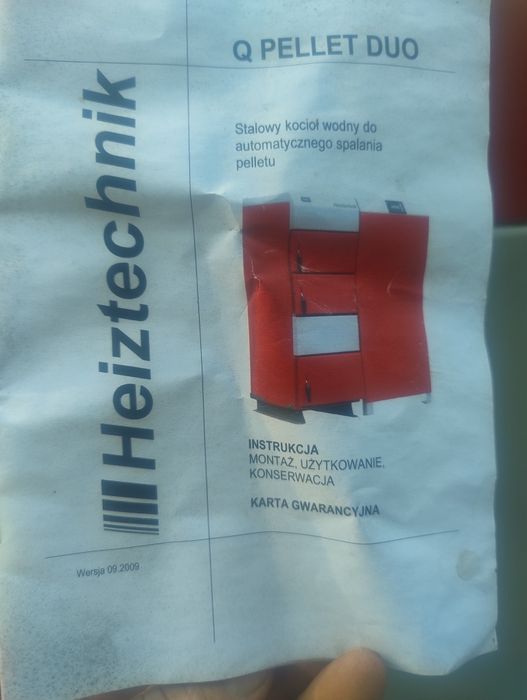 Q PELLET DUO
Heiztechnik
Stalowy kocioł wodny do
automatycznego spalania
pelletu
INSTRUKCJA
MONTAŻ, UŻYTKOWANIE,
KONSERWACJA
KARTA GWARANCYJNA
Wersja 09.2009